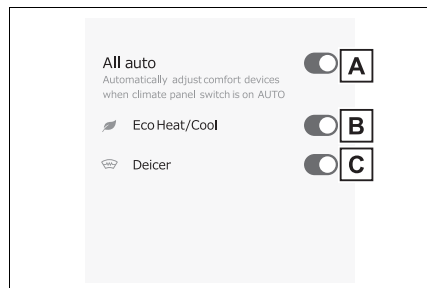 All auto
A
Automatically adjust comfort devices
when climate panel switch is on AUTO
Eco Heat/Cool
B
Deicer
C